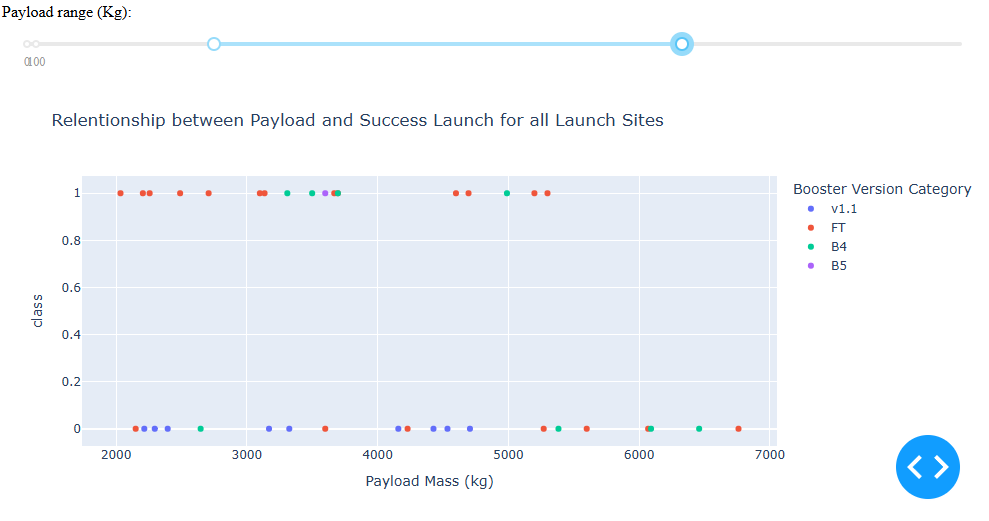 Payload range (Kg):
0 100
Relentionship between Payload and Success Launch for all Launch Sites
1
0.8
0.6
0.4
0.2
0
class
2000 3000 4000 5000 6000 7000
Payload Mass (kg)
Booster Version Category
v1.1
FT
B4
B5